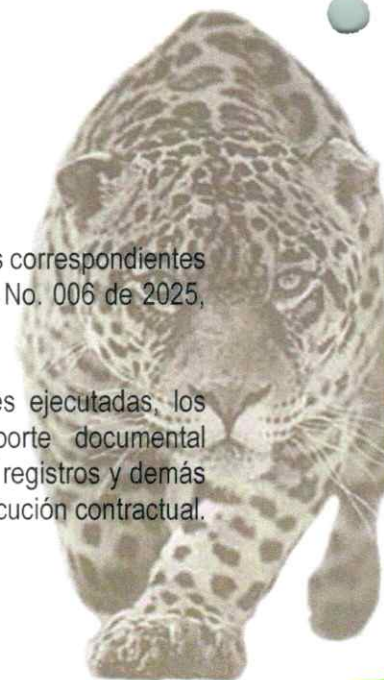 s correspondientes
No. 006 de 2025,
es ejecutadas, los
porte documental
registros y demás
cución contractual.